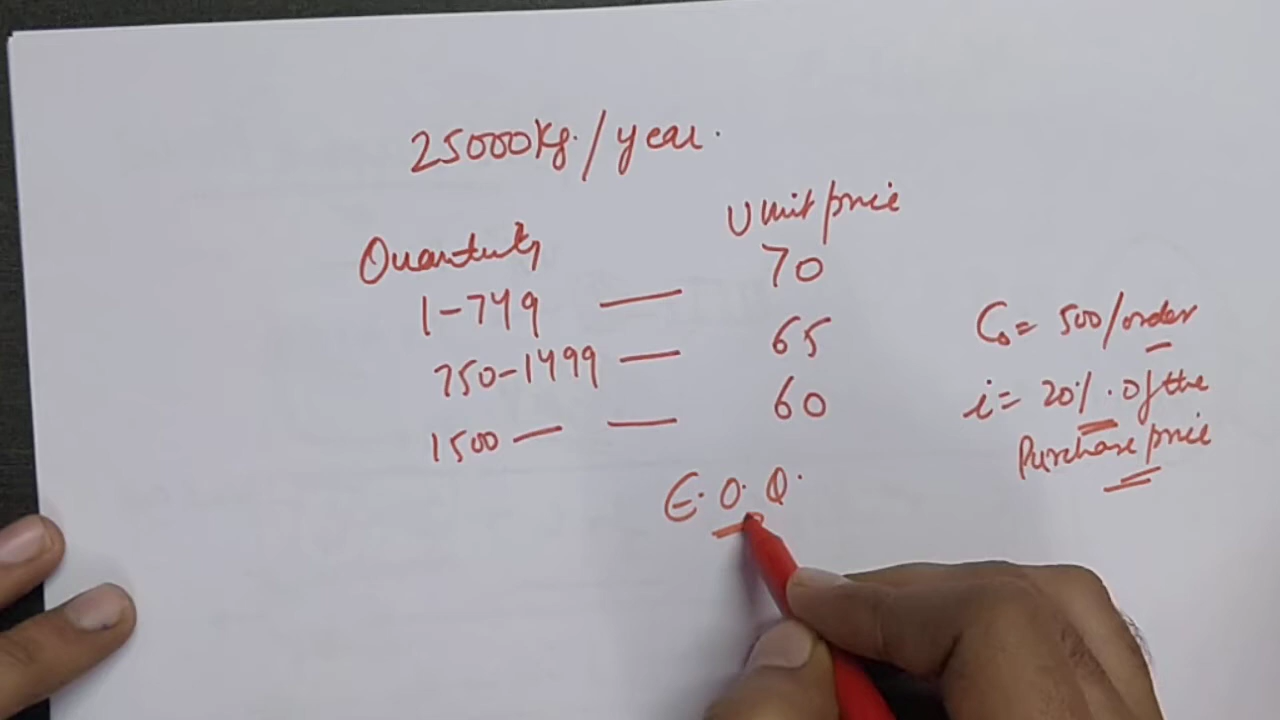 25000Kg./year.
Quantity Unit price
1-749 — 70
750-1499 — 65
1500— — 60
Co= 500/order
i= 20%. of the
Purchase price
E.O.Q.